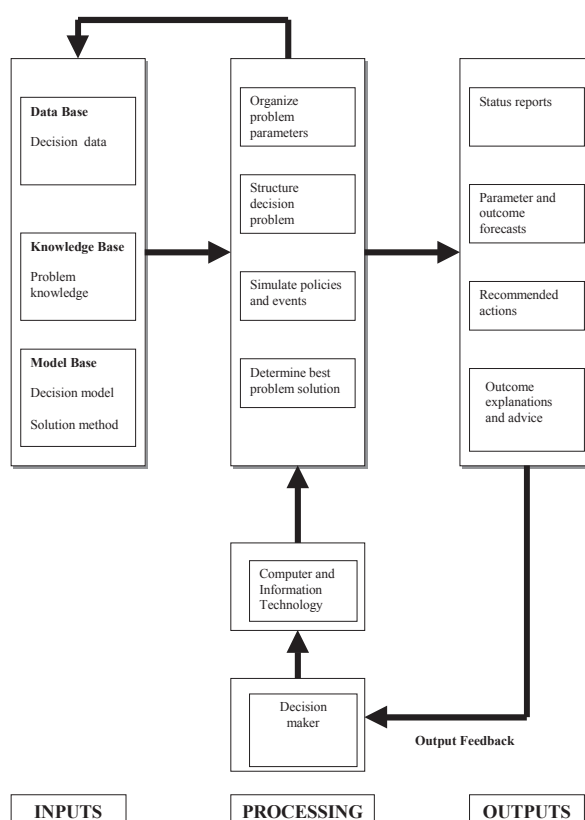 Data Base
Decision data
Knowledge Base
Problem
knowledge
Model Base
Decision model
Solution method
Organize
problem
parameters
Structure
decision
problem
Simulate policies
and events
Determine best
problem solution
Status reports
Parameter and
outcome
forecasts
Recommended
actions
Outcome
explanations
and advice
Computer and
Information
Technology
Decision
maker
Output Feedback
INPUTS
PROCESSING
OUTPUTS